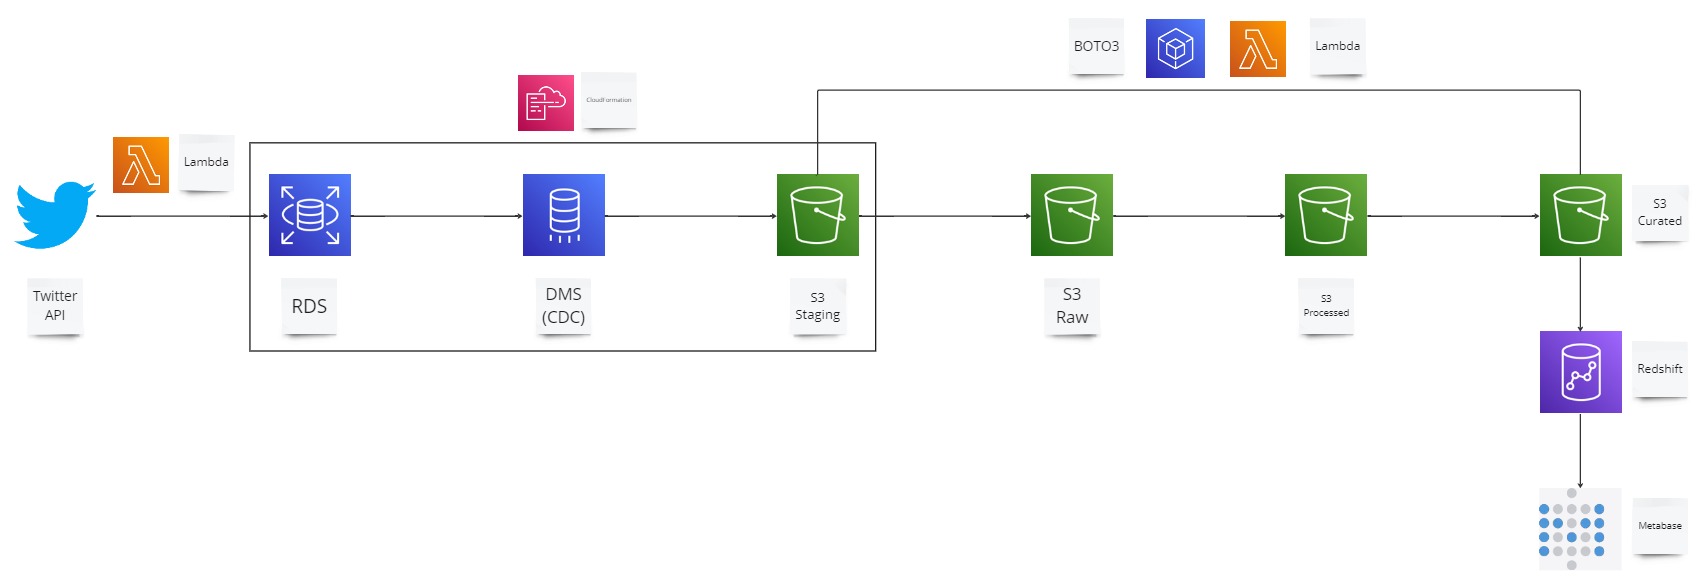 BOTO3
Lambda
CloudFormation
Lambda
Twitter
API
RDS
DMS
(CDC)
S3
Staging
S3
Raw
S3
Processed
S3
Curated
Redshift
Metabase